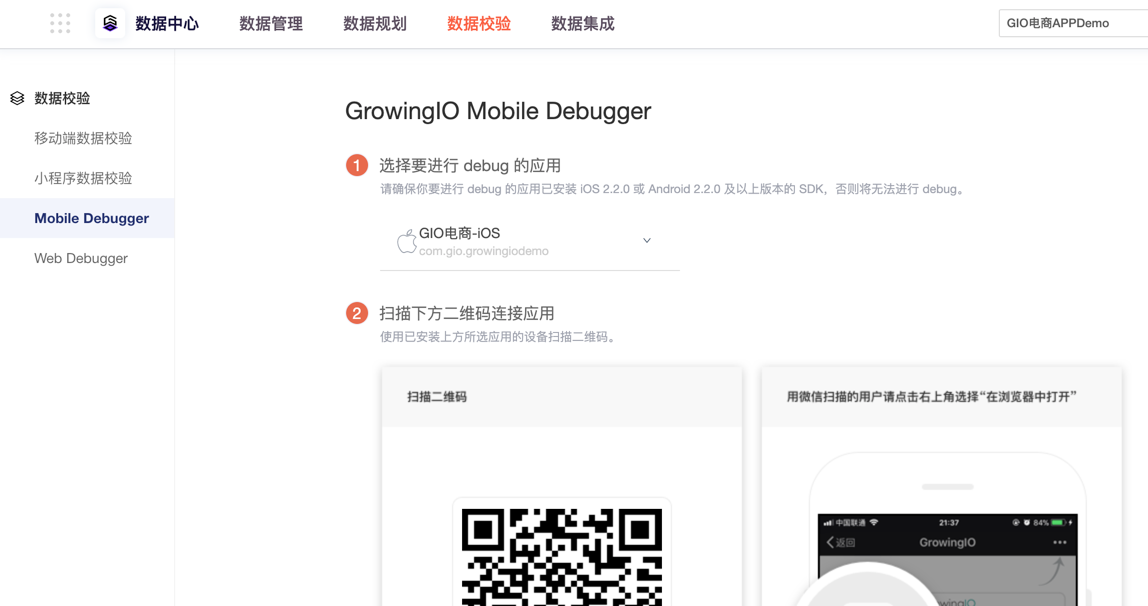 数据中心
数据管理
数据规划
数据校验
数据集成
GIO电商APPDemo
数据校验
移动端数据校验
小程序数据校验
Mobile Debugger
Web Debugger
GrowingIO Mobile Debugger
1 选择要进行 debug 的应用
请确保你要进行 debug 的应用已安装 iOS 2.2.0 或 Android 2.2.0 及以上版本的 SDK，否则将无法进行 debug。
GIO电商-iOS
com.gio.growingiodemo
2 扫描下方二维码连接应用
使用已安装上方所选应用的设备扫描二维码。
扫描二维码
用微信扫描的用户请点击右上角选择“在浏览器中打开”
中国联通 21:37 84%
返回 GrowingIO